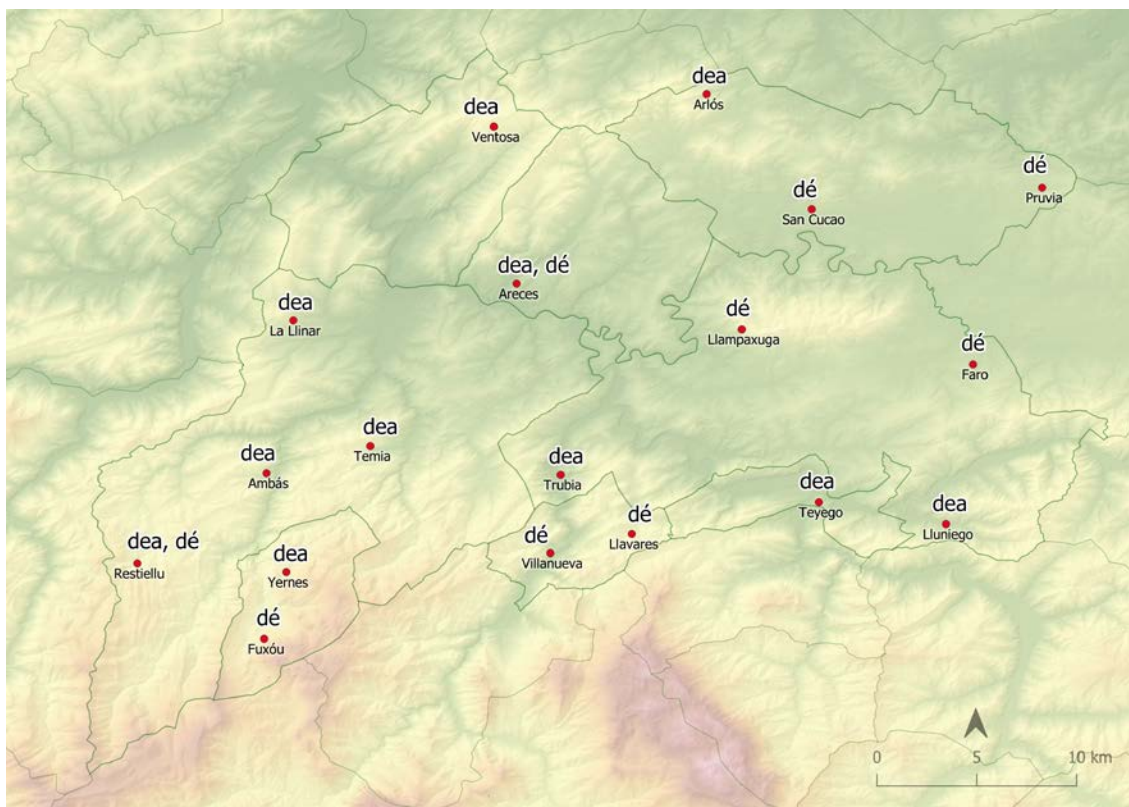 dea
Arlós
dea
Ventosa
dé
Pruvia
dé
San Cucao
dea, dé
Areces
dea
La Llinar
dé
Llampaxuga
dé
Faro
dea
Temia
dea
Ambás
dea
Trubia
dea
Teyego
dea
Lluniego
dé
Llavares
dé
Villanueva
dea, dé
Restiellu
dea
Yernes
dé
Fuxóu
0 5 10 km